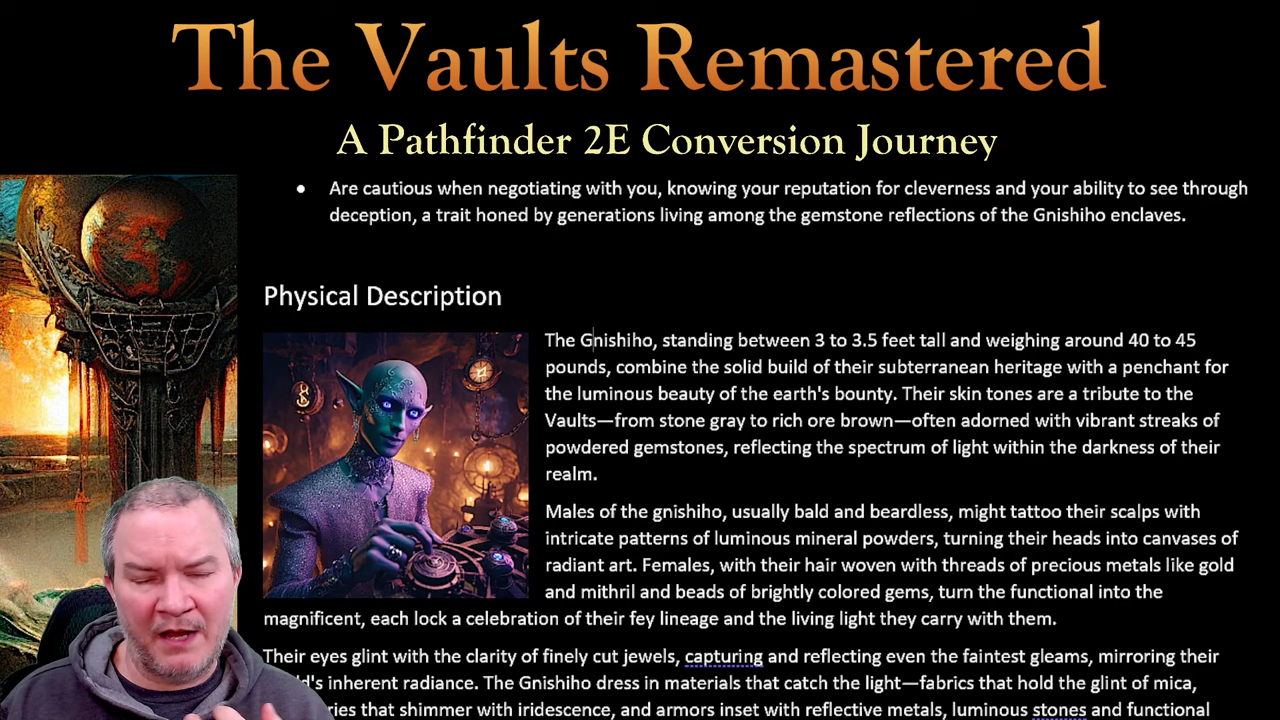 The Vaults Remastered
A Pathfinder 2E Conversion Journey
• Are cautious when negotiating with you, knowing your reputation for cleverness and your ability to see through
deception, a trait honed by generations living among the gemstone reflections of the Gnishiho enclaves.
Physical Description
The Gnishiho, standing between 3 to 3.5 feet tall and weighing around 40 to 45
pounds, combine the solid build of their subterranean heritage with a penchant for
the luminous beauty of the earth's bounty. Their skin tones are a tribute to the
Vaults—from stone gray to rich ore brown—often adorned with vibrant streaks of
powdered gemstones, reflecting the spectrum of light within the darkness of their
realm.
Males of the gnishiho, usually bald and beardless, might tattoo their scalps with
intricate patterns of luminous mineral powders, turning their heads into canvases of
radiant art. Females, with their hair woven with threads of precious metals like gold
and mithril and beads of brightly colored gems, turn the functional into the
magnificent, each lock a celebration of their fey lineage and the living light they carry with them.
Their eyes glint with the clarity of finely cut jewels, capturing and reflecting even the faintest gleams, mirroring their
inherent radiance. The Gnishiho dress in materials that catch the light—fabrics that hold the glint of mica,
that shimmer with iridescence, and armors inset with reflective metals, luminous stones and functional